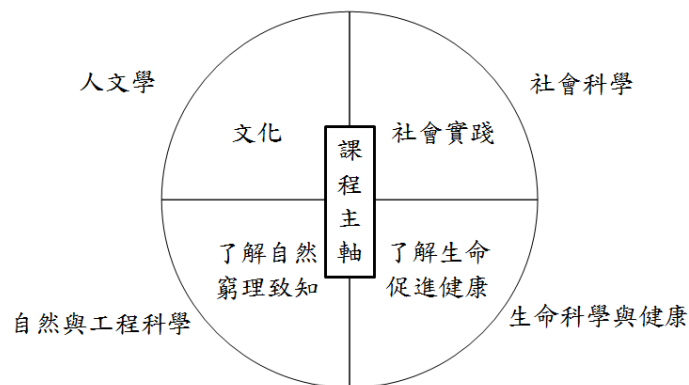 人文學
社會科學
文化
社會實踐
課程主軸
了解自然
窮理致知
了解生命
促進健康
自然與工程科學
生命科學與健康